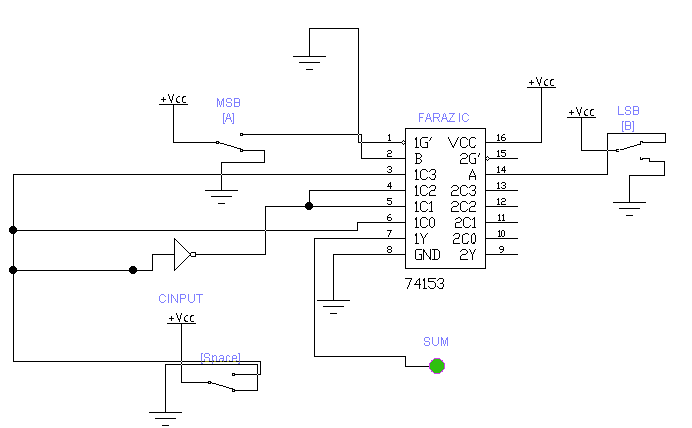 +Vcc
MSB
[A]
FARAZ IC
+Vcc
+Vcc
LSB
[B]
1 1G' VCC 16
2 B 2G' 15
3 1C3 A 14
4 1C2 2C3 13
5 1C1 2C2 12
6 1C0 2C1 11
7 1Y 2C0 10
8 GND 2Y 9
74153
CINPUT
+Vcc
[Space]
SUM